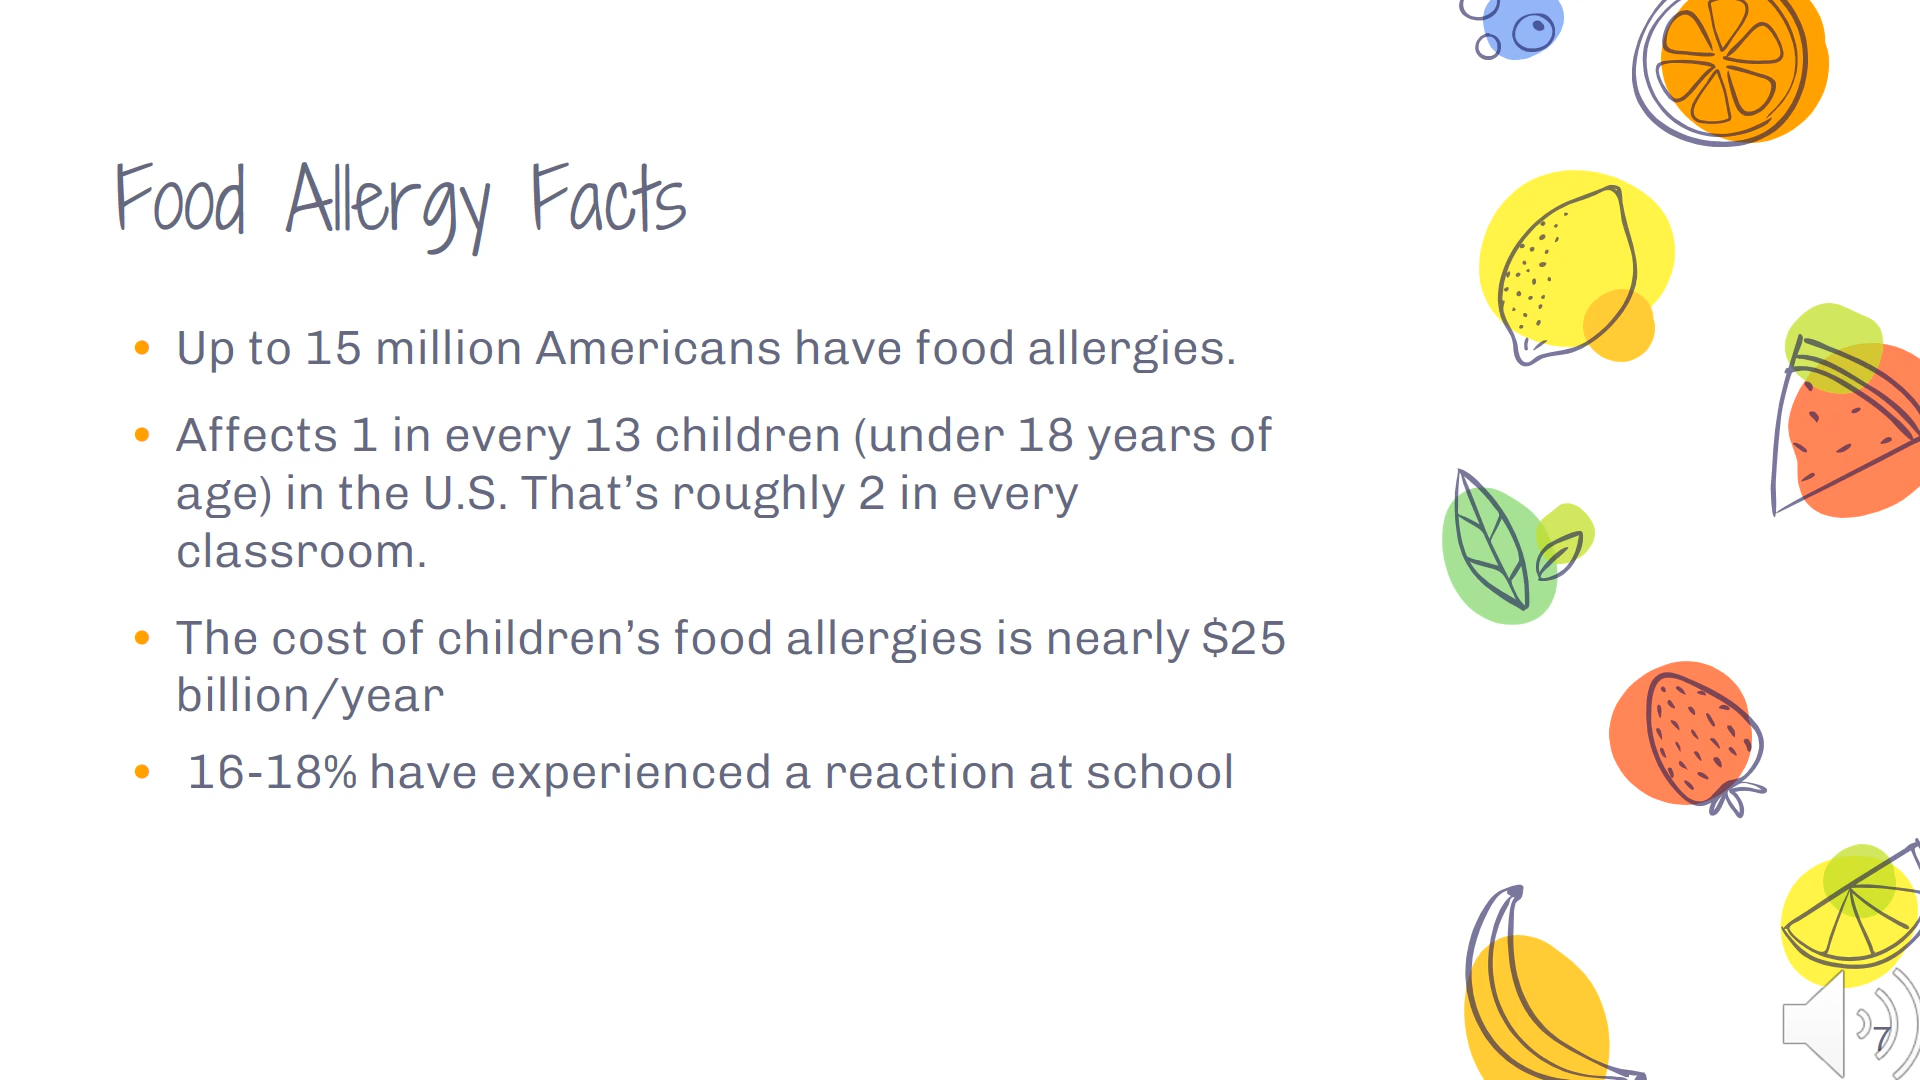 Food Allergy Facts
• Up to 15 million Americans have food allergies.
• Affects 1 in every 13 children (under 18 years of
age) in the U.S. That’s roughly 2 in every
classroom.
• The cost of children’s food allergies is nearly $25
billion/year
• 16-18% have experienced a reaction at school
7